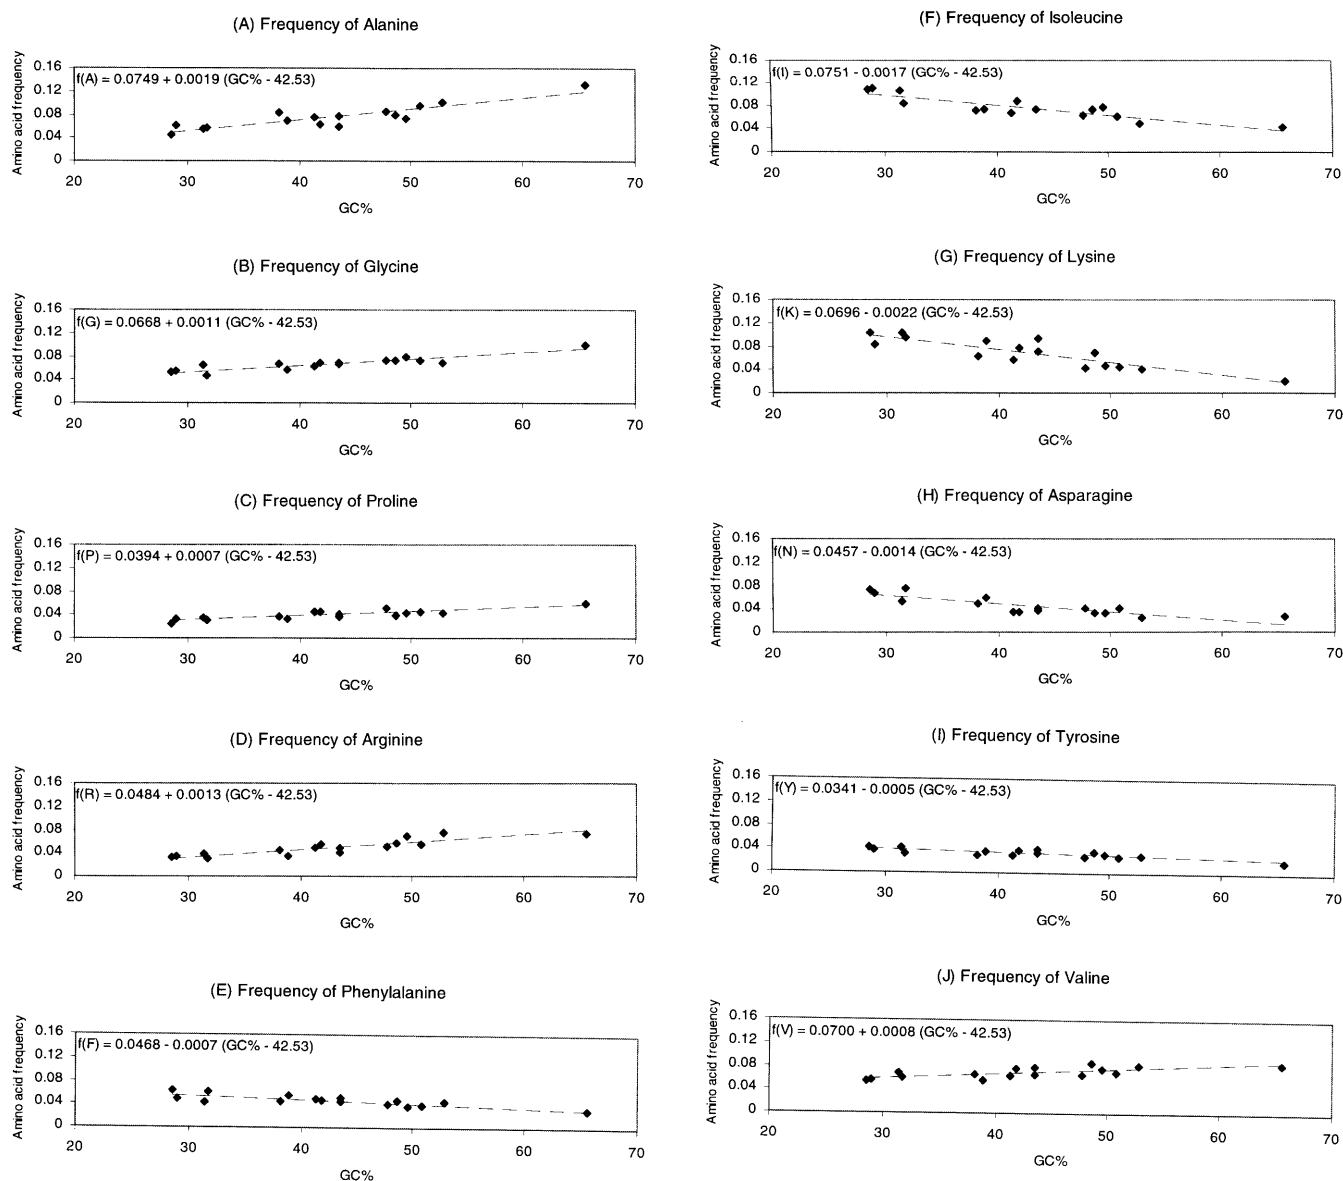 (A) Frequency of Alanine
Amino acid frequency
0.16
0.12
0.08
0.04
0
f(A) = 0.0749 + 0.0019 (GC% - 42.53)
20 30 40 50 60 70
GC%
(B) Frequency of Glycine
Amino acid frequency
0.16
0.12
0.08
0.04
0
f(G) = 0.0668 + 0.0011 (GC% - 42.53)
20 30 40 50 60 70
GC%
(C) Frequency of Proline
Amino acid frequency
0.16
0.12
0.08
0.04
0
f(P) = 0.0394 + 0.0007 (GC% - 42.53)
20 30 40 50 60 70
GC%
(D) Frequency of Arginine
Amino acid frequency
0.16
0.12
0.08
0.04
0
f(R) = 0.0484 + 0.0013 (GC% - 42.53)
20 30 40 50 60 70
GC%
(E) Frequency of Phenylalanine
Amino acid frequency
0.16
0.12
0.08
0.04
0
f(F) = 0.0468 - 0.0007 (GC% - 42.53)
20 30 40 50 60 70
GC%
(F) Frequency of Isoleucine
Amino acid frequency
0.16
0.12
0.08
0.04
0
f(I) = 0.0751 - 0.0017 (GC% - 42.53)
20 30 40 50 60 70
GC%
(G) Frequency of Lysine
Amino acid frequency
0.16
0.12
0.08
0.04
0
f(K) = 0.0696 - 0.0022 (GC% - 42.53)
20 30 40 50 60 70
GC%
(H) Frequency of Asparagine
Amino acid frequency
0.16
0.12
0.08
0.04
0
f(N) = 0.0457 - 0.0014 (GC% - 42.53)
20 30 40 50 60 70
GC%
(I) Frequency of Tyrosine
Amino acid frequency
0.16
0.12
0.08
0.04
0
f(Y) = 0.0341 - 0.0005 (GC% - 42.53)
20 30 40 50 60 70
GC%
(J) Frequency of Valine
Amino acid frequency
0.16
0.12
0.08
0.04
0
f(V) = 0.0700 + 0.0008 (GC% - 42.53)
20 30 40 50 60 70
GC%